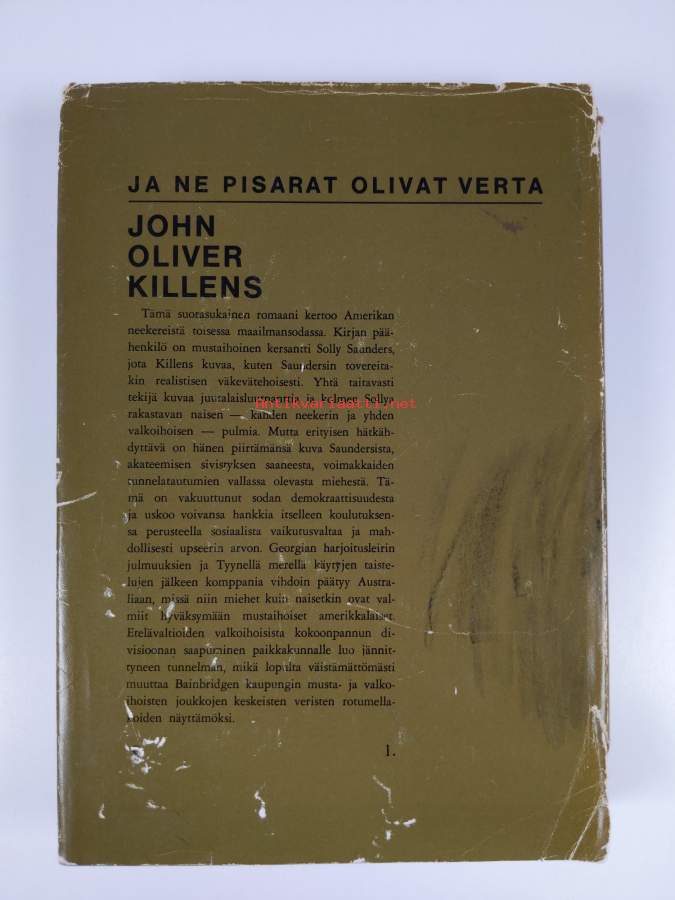 JA NE PISARAT OLIVAT VERTA
JOHN
OLIVER
KILLENS
Tämä suorasukainen romaani kertoo Amerikan
neekereistä toisessa maailmansodassa. Kirjan pää-
henkilö on mustaihoinen kersantti Solly Saunders,
jota Killens kuvaa, kuten Saundersin tovereita-
kin realistisen väkevätehoisesti. Yhtä taitavasti
tekijä kuvaa juutalaisluutnanttia ja kolmen Sollya
antikvariaatti.net
rakastavan naisen — kahden neekerin ja yhden
valkoihoisen — pulmia. Mutta erityisen hätkäh-
dyttävä on hänen piirtämänsä kuva Saundersista,
akateemisen sivistyksen saaneesta, voimakkaiden
tunnelatautumien vallassa olevasta miehestä. Tä-
mä on vakuuttunut sodan demokraattisuudesta
ja uskoo voivansa hankkia itselleen koulutuksen-
sa perusteella sosiaalista vaikutusvaltaa ja mah-
dollisesti upseerin arvon. Georgian harjoitusleirin
julmuuksien ja Tyynellä merellä käytyjen taiste-
lujen jälkeen komppania vihdoin päätyy Austra-
liaan, missä niin miehet kuin naisetkin ovat val-
miit hyväksymään mustaihoiset amerikkalaiset.
Etelävaltioiden valkoihoisista kokoonpannun di-
visioonan saapuminen paikkakunnalle luo jännit-
tyneen tunnelman, mikä lopulta väistämättömästi
muuttaa Bainbridgen kaupungin musta- ja valko-
ihoisten joukkojen keskeisten veristen rotumella-
koiden näyttämöksi.
1.